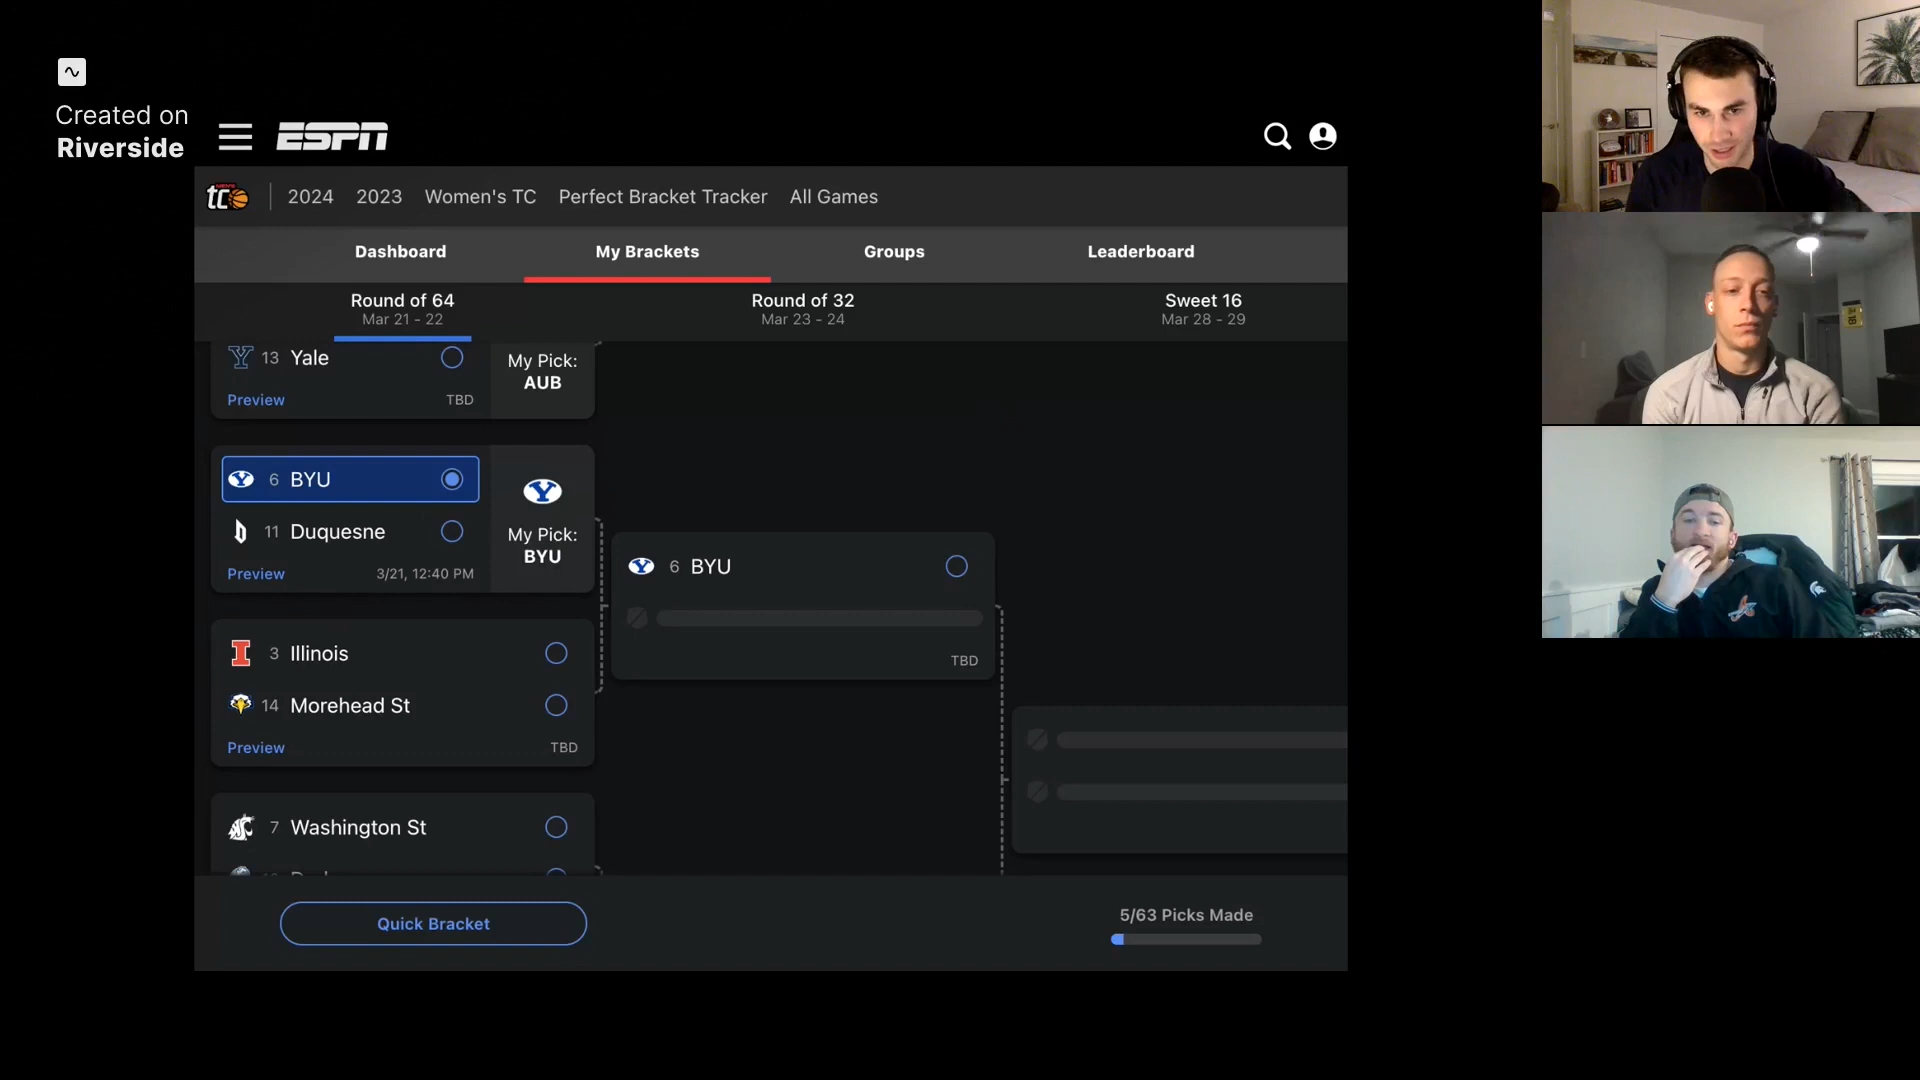 Created on
Riverside
ESPN
tc
2024 2023 Women's TC Perfect Bracket Tracker All Games
Dashboard My Brackets Groups Leaderboard
Round of 64 Round of 32 Sweet 16
Mar 21 - 22 Mar 23 - 24 Mar 28 - 29
13 Yale
My Pick:
AUB
Preview TBD
6 BYU
11 Duquesne
My Pick:
BYU
Preview 3/21, 12:40 PM
6 BYU
TBD
3 Illinois
14 Morehead St
Preview TBD
7 Washington St
Quick Bracket
5/63 Picks Made